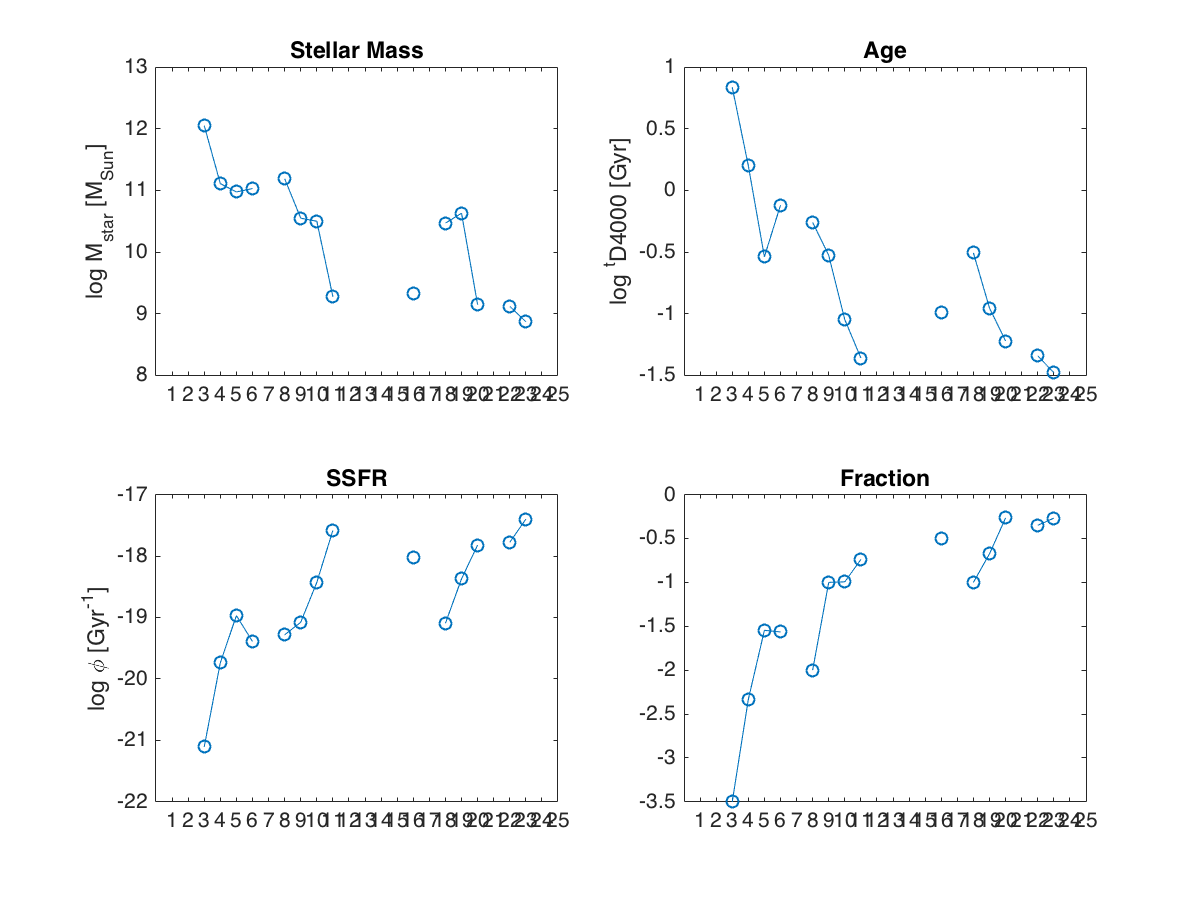 Stellar Mass
13
12
11
10
9
8
log M_star [M_Sun]
1 2 3 4 5 6 7 8 9 10 11 12 13 14 15 16 17 18 19 20 21 22 23 24 25
Age
1
0.5
0
-0.5
-1
-1.5
log ^tD4000 [Gyr]
1 2 3 4 5 6 7 8 9 10 11 12 13 14 15 16 17 18 19 20 21 22 23 24 25
SSFR
-17
-18
-19
-20
-21
-22
log ϕ [Gyr^-1]
1 2 3 4 5 6 7 8 9 10 11 12 13 14 15 16 17 18 19 20 21 22 23 24 25
Fraction
0
-0.5
-1
-1.5
-2
-2.5
-3
-3.5
1 2 3 4 5 6 7 8 9 10 11 12 13 14 15 16 17 18 19 20 21 22 23 24 25